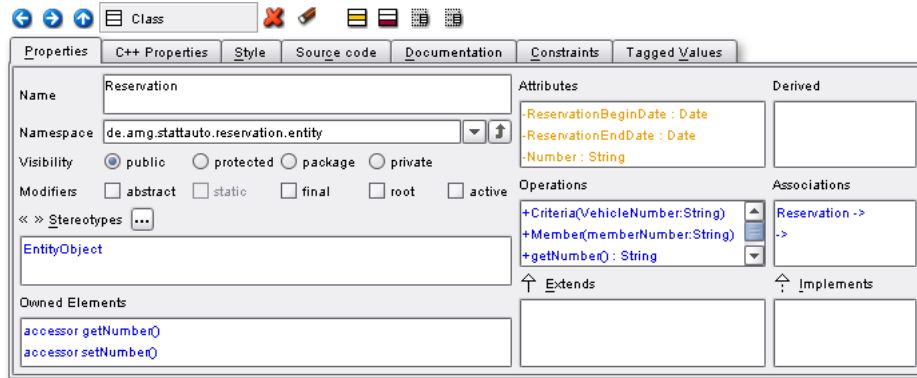 Class
Properties
C++ Properties
Style
Source code
Documentation
Constraints
Tagged Values
Name
Reservation
Namespace
de.amg.stattauto.reservation.entity
Visibility
public
protected
package
private
Modifiers
abstract
static
final
root
active
« » Stereotypes ...
EntityObject
Owned Elements
accessor getNumber()
accessor setNumber()
Attributes
-ReservationBeginDate : Date
-ReservationEndDate : Date
-Number : String
Derived
Operations
+Criteria(VehicleNumber:String)
+Member(memberNumber:String)
+getNumber() : String
Associations
Reservation ->
->
Extends
Implements